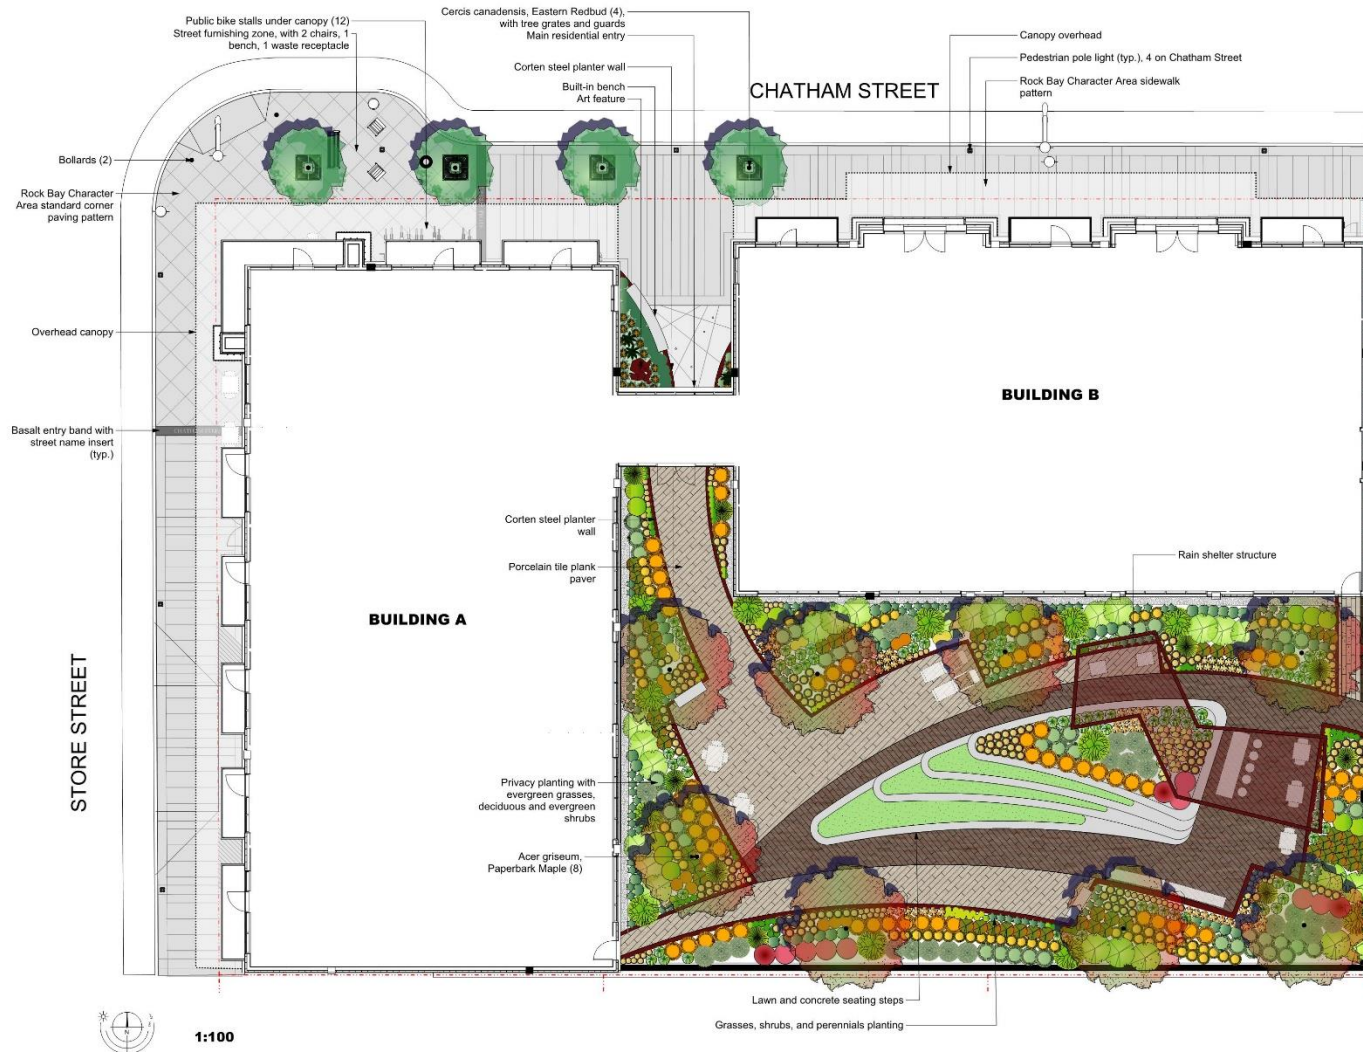 Public bike stalls under canopy (12)
Street furnishing zone, with 2 chairs, 1
bench, 1 waste receptacle
Cercis canadensis, Eastern Redbud (4),
with tree grates and guards
Main residential entry
Corten steel planter wall
Built-in bench
Art feature
CHATHAM STREET
Canopy overhead
Pedestrian pole light (typ.), 4 on Chatham Street
Rock Bay Character Area sidewalk
pattern
Bollards (2)
Rock Bay Character
Area standard corner
paving pattern
Overhead canopy
Basalt entry band with
street name insert
(typ.)
BUILDING B
Corten steel planter
wall
Porcelain tile plank
paver
Rain shelter structure
BUILDING A
STORE STREET
Privacy planting with
evergreen grasses,
deciduous and evergreen
shrubs
Acer griseum,
Paperbark Maple (8)
Lawn and concrete seating steps
Grasses, shrubs, and perennials planting
N
1:100